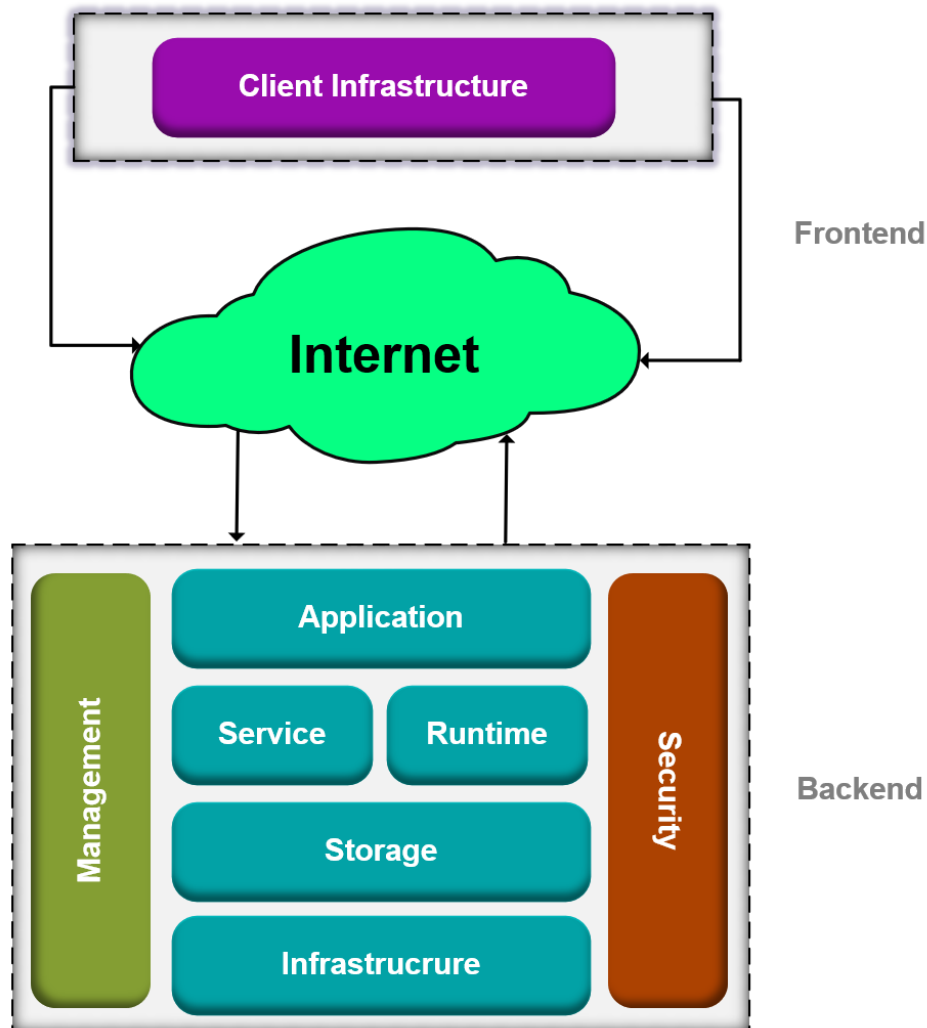 Client Infrastructure
Frontend
Internet
Application
Management
Service
Runtime
Security
Backend
Storage
Infrastrucrure